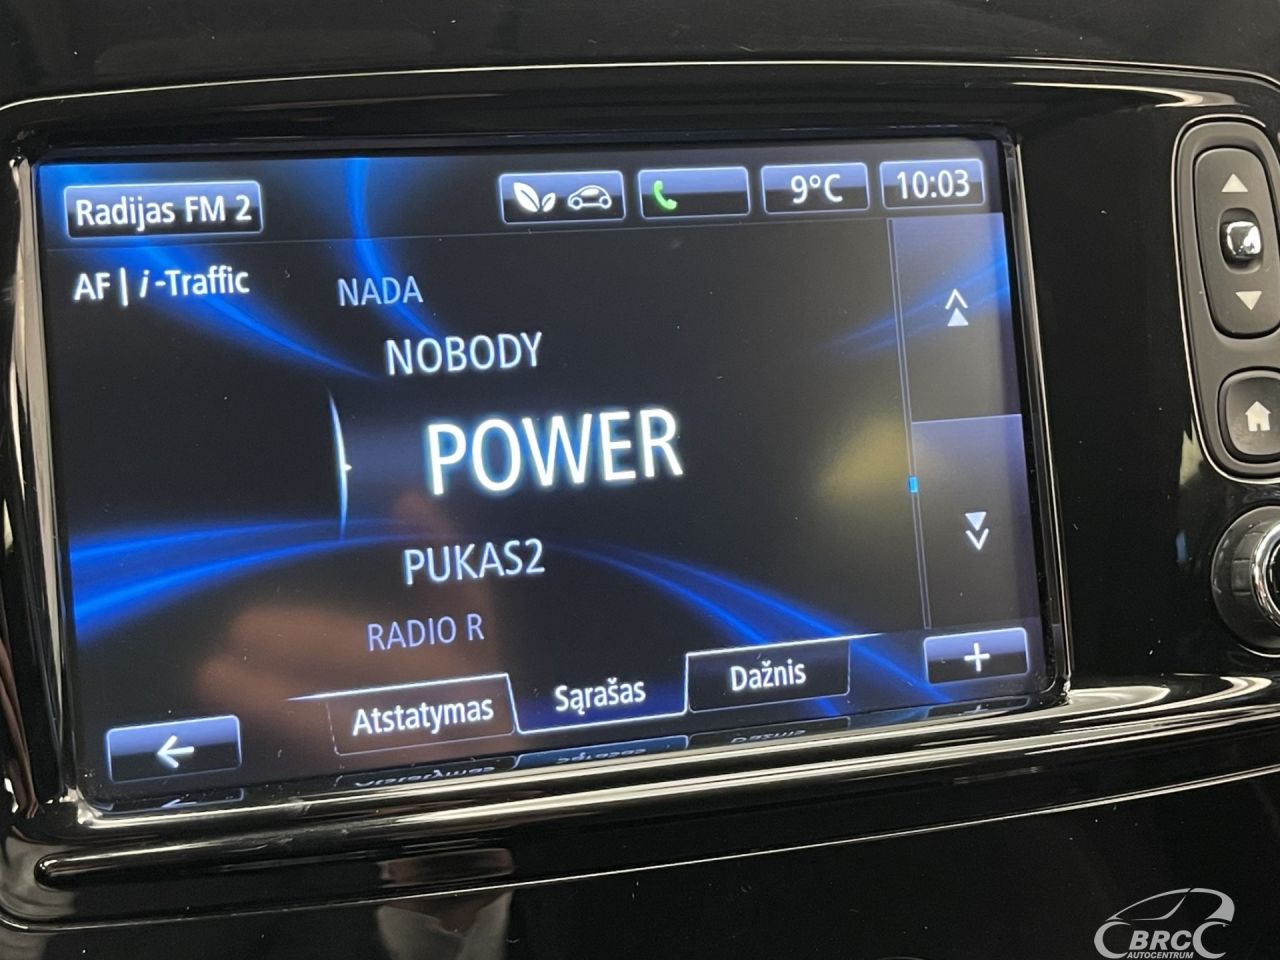 Radijas FM 2
9°C
10:03
AF | i-Traffic
NADA
NOBODY
POWER
PUKAS2
RADIO R
Atstatymas
Sąrašas
Dažnis
+
BRC
AUTOCENTRUM